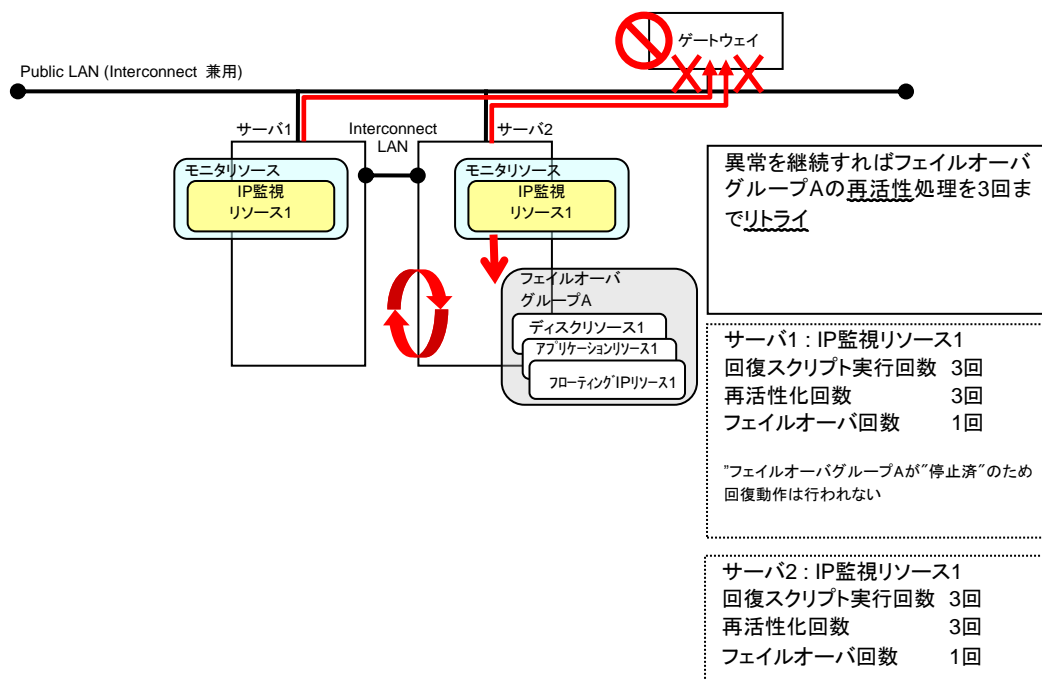 ゲートウェイ
Public LAN (Interconnect 兼用)
サーバ1
Interconnect
LAN
サーバ2
モニタリソース
IP監視
リソース1
モニタリソース
IP監視
リソース1
フェイルオーバ
グループA
ディスクリソース1
アプリケーションリソース1
フローティングIPリソース1
異常を継続すればフェイルオーバ
グループAの再活性処理を3回ま
でリトライ
サーバ1 : IP監視リソース1
回復スクリプト実行回数 3回
再活性化回数 3回
フェイルオーバ回数 1回
”フェイルオーバグループAが”停止済”のため
回復動作は行われない
サーバ2 : IP監視リソース1
回復スクリプト実行回数 3回
再活性化回数 3回
フェイルオーバ回数 1回